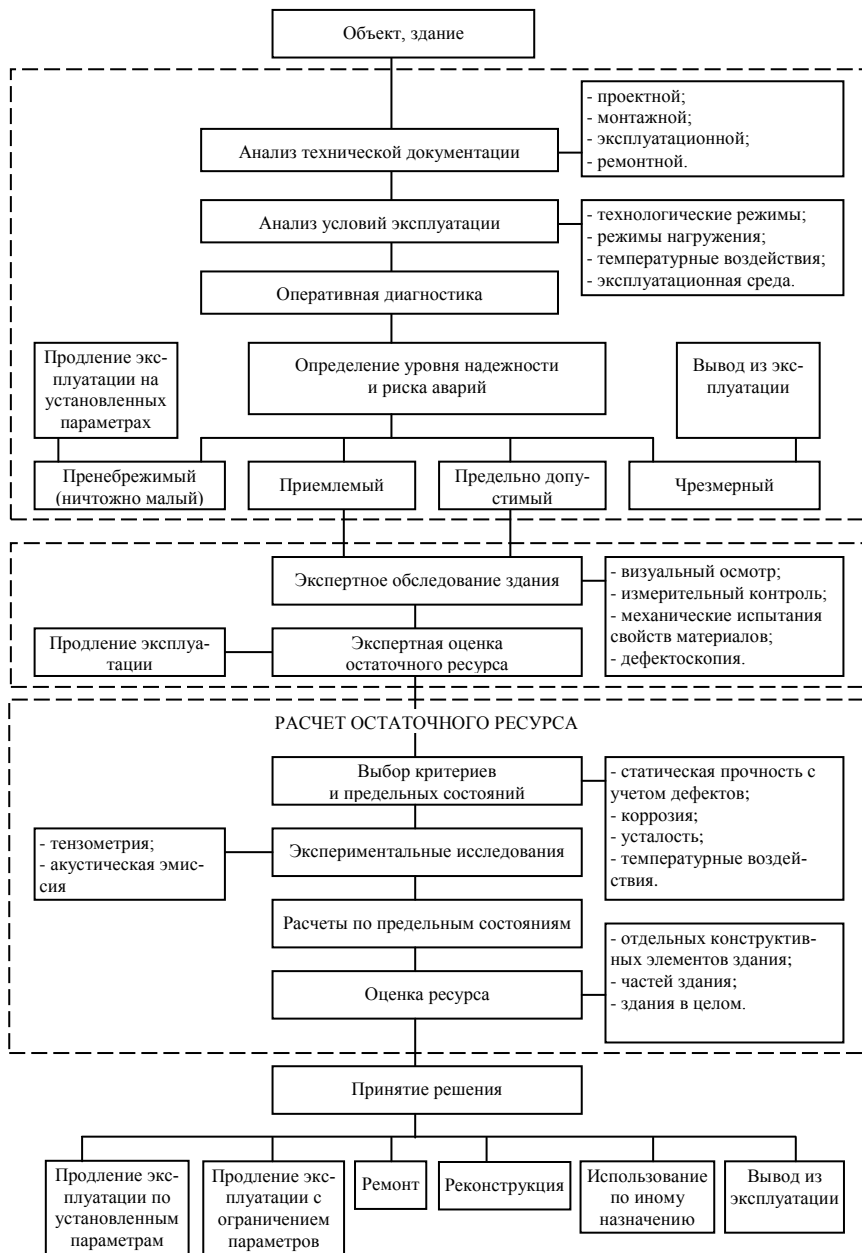 Объект, здание
- проектной;
- монтажной;
- эксплуатационной;
- ремонтной.
Анализ технической документации
Анализ условий эксплуатации
- технологические режимы;
- режимы нагружения;
- температурные воздействия;
- эксплуатационная среда.
Оперативная диагностика
Продление экс-
плуатации на
установленных
параметрах
Определение уровня надежности
и риска аварий
Вывод из экс-
плуатации
Пренебрежимый
(ничтожно малый)
Приемлемый
Предельно допу-
стимый
Чрезмерный
Экспертное обследование здания
- визуальный осмотр;
- измерительный контроль;
- механические испытания
свойств материалов;
- дефектоскопия.
Продление эксплуа-
тации
Экспертная оценка
остаточного ресурса
РАСЧЕТ ОСТАТОЧНОГО РЕСУРСА
Выбор критериев
и предельных состояний
- статическая прочность с
учетом дефектов;
- коррозия;
- усталость;
- температурные воздей-
ствия.
- тензометрия;
- акустическая эмис-
сия
Экспериментальные исследования
Расчеты по предельным состояниям
- отдельных конструктив-
ных элементов здания;
- частей здания;
- здания в целом.
Оценка ресурса
Принятие решения
Продление экс-
плуатации по
установленным
параметрам
Продление экс-
плуатации с
ограничением
параметров
Ремонт
Реконструкция
Использование
по иному
назначению
Вывод из
эксплуатации